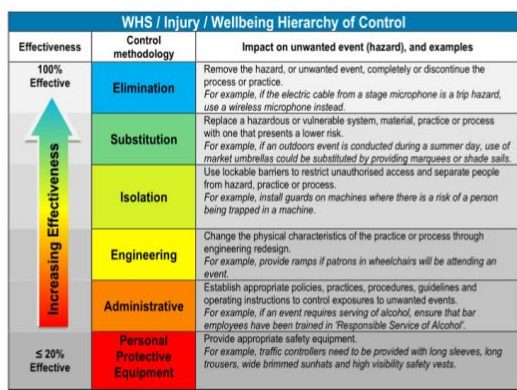 WHS / Injury / Wellbeing Hierarchy of Control
Effectiveness
Control
methodology
Impact on unwanted event (hazard), and examples
100%
Effective
Increasing Effectiveness
≤ 20%
Effective
Elimination
Remove the hazard, or unwanted event, completely or discontinue the
process or practice.
For example, if the electric cable from a stage microphone is a trip hazard,
use a wireless microphone instead.
Substitution
Replace a hazardous or vulnerable system, material, practice or process
with one that presents a lower risk.
For example, if an outdoors event is conducted during a summer day, use
of market umbrellas could be substituted by providing marquees or shade sails.
Isolation
Use lockable barriers to restrict unauthorised access and separate people
from hazard, practice or process.
For example, install guards on machines where there is a risk of a person
being trapped in a machine.
Engineering
Change the physical characteristics of the practice or process through
engineering redesign.
For example, provide ramps if patrons in wheelchairs will be attending an
event.
Administrative
Establish appropriate policies, practices, procedures, guidelines and
operating instructions to control exposures to unwanted events.
For example, if an event requires serving of alcohol, ensure that bar
employees have been trained in 'Responsible Service of Alcohol'.
Personal
Protective
Equipment
Provide appropriate safety equipment.
For example, traffic controllers need to be provided with long sleeves, long
trousers, wide brimmed sunhats and high visibility safety vests.